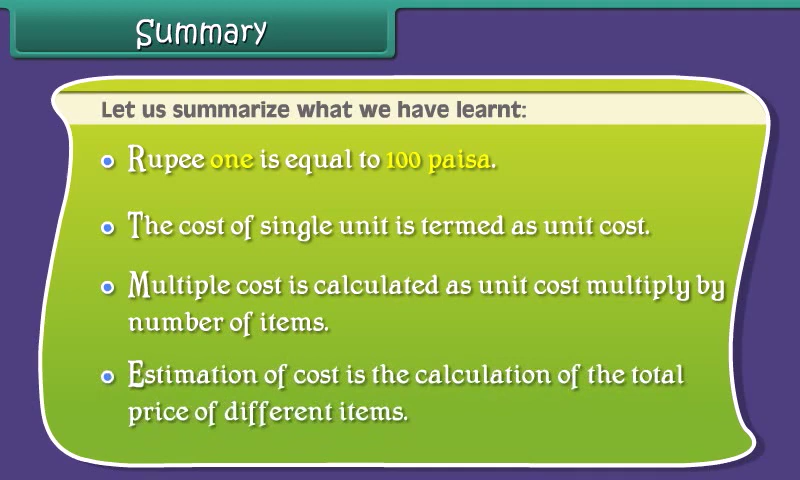 Summary
Let us summarize what we have learnt:
Rupee one is equal to 100 paisa.
The cost of single unit is termed as unit cost.
Multiple cost is calculated as unit cost multiply by
number of items.
Estimation of cost is the calculation of the total
price of different items.